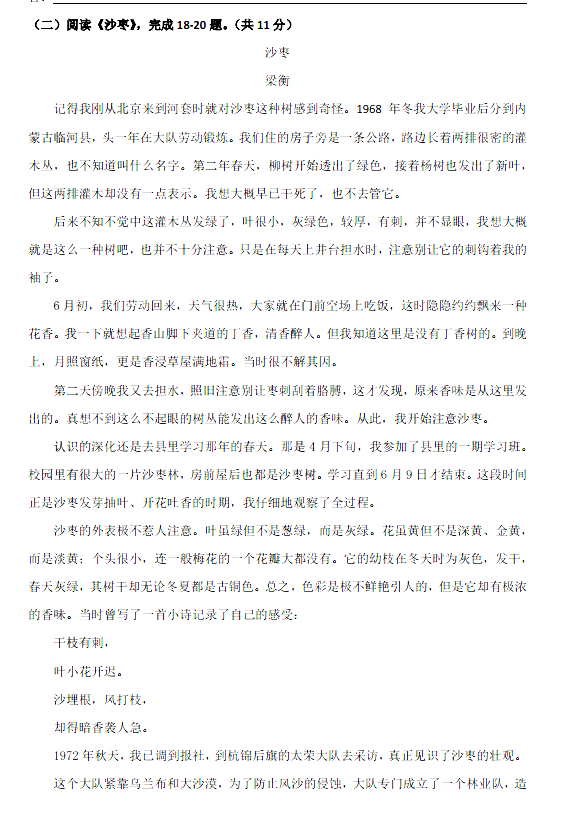 （二）阅读《沙枣》，完成18-20题。（共11分）
沙枣
梁衡
记得我刚从北京来到河套时就对沙枣这种树感到奇怪。1968 年冬我大学毕业后分到内
蒙古临河县，头一年在大队劳动锻炼。我们住的房子旁是一条公路，路边长着两排很密的灌
木丛，也不知道叫什么名字。第二年春天，柳树开始透出了绿色，接着杨树也发出了新叶，
但这两排灌木却没有一点表示。我想大概早已干死了，也不去管它。
后来不知不觉中这灌木丛发绿了，叶很小，灰绿色，较厚，有刺，并不显眼，我想大概
就是这么一种树吧，也并不十分注意。只是在每天上井台担水时，注意别让它的刺钩着我的
袖子。
6 月初，我们劳动回来，天气很热，大家就在门前空场上吃饭，这时隐隐约约飘来一种
花香。我一下就想起香山脚下夹道的丁香，清香醉人。但我知道这里是没有丁香树的。到晚
上，月照窗纸，更是香浸草屋满地霜。当时很不解其因。
第二天傍晚我又去担水，照旧注意别让枣刺刮着胳膊，这才发现，原来香味是从这里发
出的。真想不到这么不起眼的树丛能发出这么醉人的香味。从此，我开始注意沙枣。
认识的深化还是去县里学习那年的春天。那是 4 月下旬，我参加了县里的一期学习班。
校园里有很大的一片沙枣林，房前屋后也都是沙枣树。学习直到 6 月 9 日才结束。这段时间
正是沙枣发芽抽叶、开花吐香的时期，我仔细地观察了全过程。
沙枣的外表极不惹人注意。叶虽绿但不是葱绿，而是灰绿。花虽黄但不是深黄、金黄，
而是淡黄；个头很小，连一般梅花的一个花瓣大都没有。它的幼枝在冬天时为灰色，发干，
春天灰绿，其树干却无论冬夏都是古铜色。总之，色彩是极不鲜艳引人的，但是它却有极浓
的香味。当时曾写了一首小诗记录了自己的感受：
干枝有刺，
叶小花开迟。
沙埋根，风打枝，
却得暗香袭人急。
1972 年秋天，我已调到报社，到杭锦后旗的太荣大队去采访，真正见识了沙枣的壮观。
这个大队紧靠乌兰布和大沙漠，为了防止风沙的侵蚀，大队专门成立了一个林业队，造